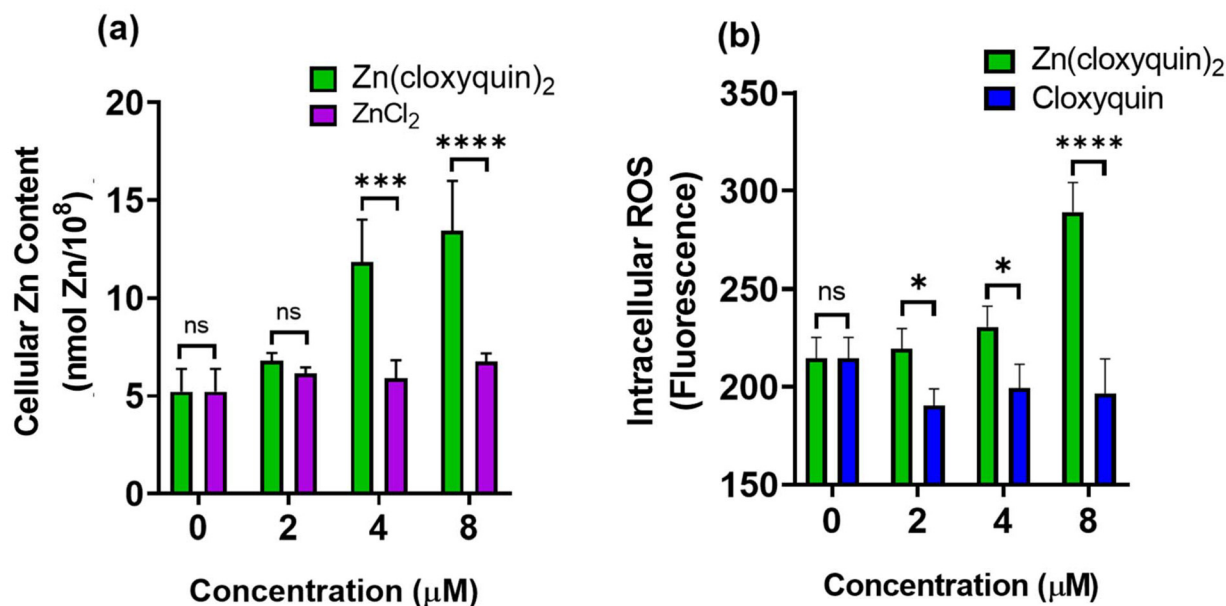 (a)
Zn(cloxyquin)₂
ZnCl₂
Cellular Zn Content
(nmol Zn/10⁸)
20
15
10
5
0
ns
ns
***
****
0 2 4 8
Concentration (μM)
(b)
Zn(cloxyquin)₂
Cloxyquin
Intracellular ROS
(Fluorescence)
350
300
250
200
150
ns
*
*
****
0 2 4 8
Concentration (μM)